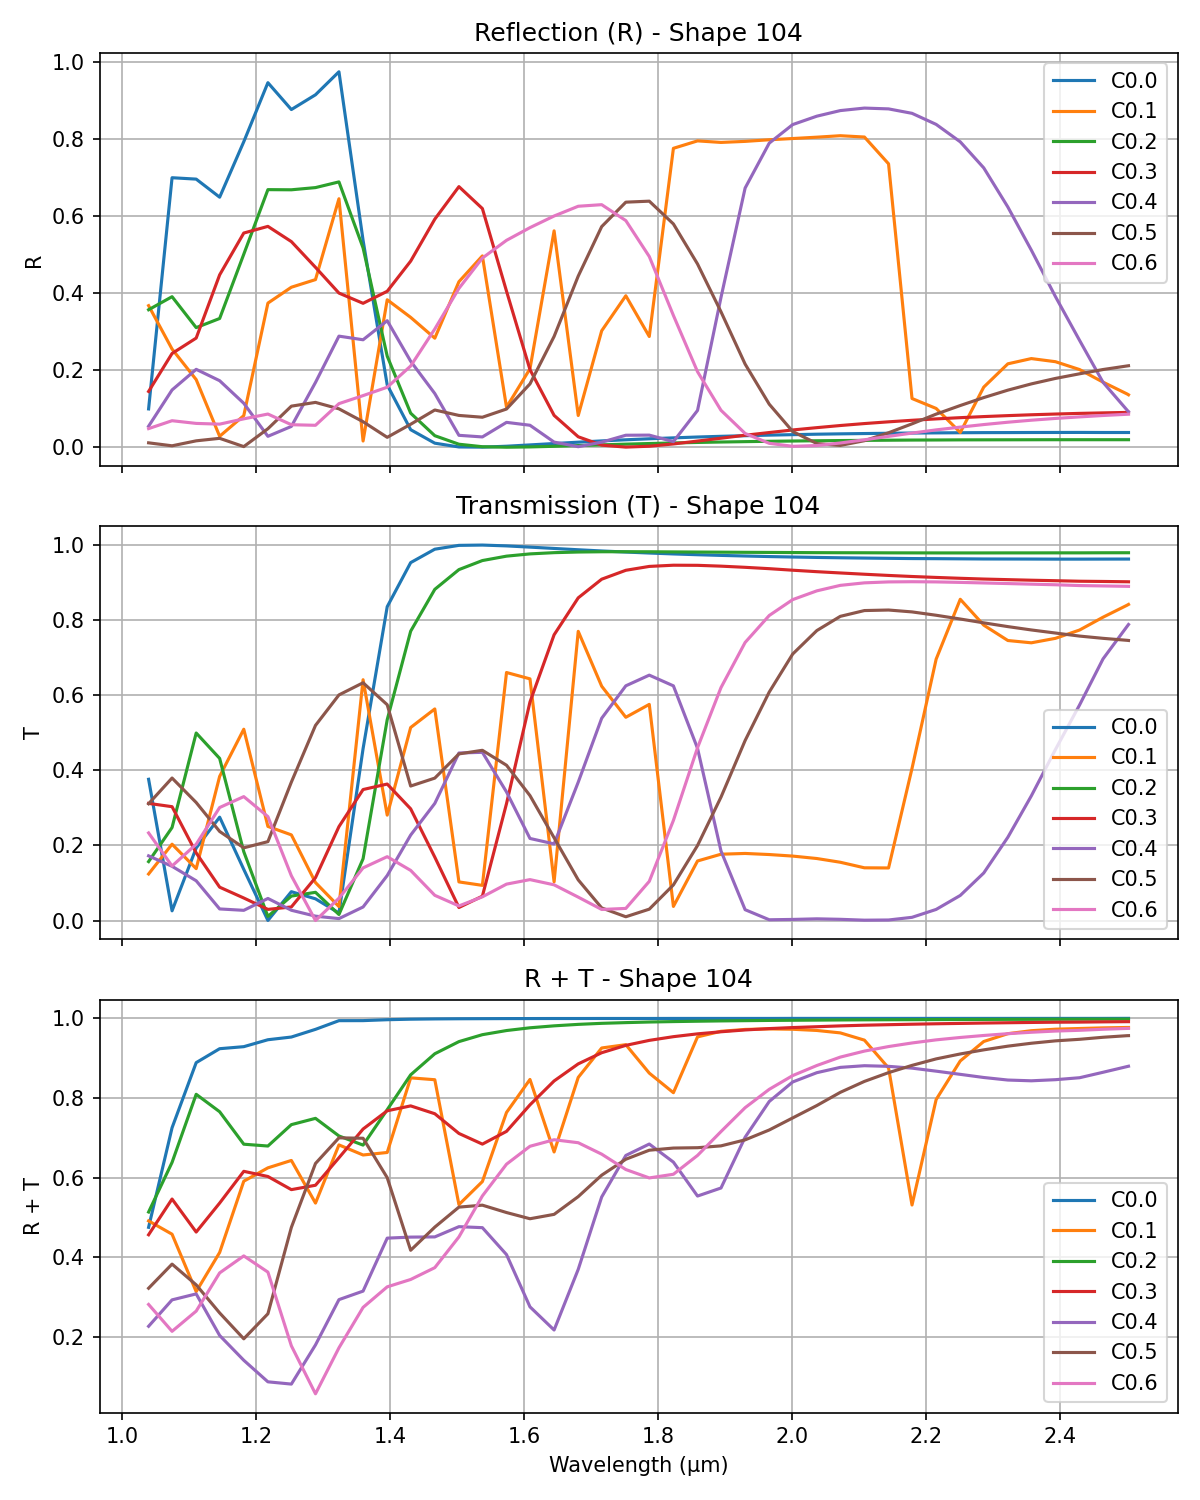 Reflection (R) - Shape 104
1.0
0.8
0.6
0.4
0.2
0.0
R
C0.0
C0.1
C0.2
C0.3
C0.4
C0.5
C0.6
Transmission (T) - Shape 104
1.0
0.8
0.6
0.4
0.2
0.0
T
C0.0
C0.1
C0.2
C0.3
C0.4
C0.5
C0.6
R + T - Shape 104
1.0
0.8
0.6
0.4
0.2
R + T
C0.0
C0.1
C0.2
C0.3
C0.4
C0.5
C0.6
1.0 1.2 1.4 1.6 1.8 2.0 2.2 2.4
Wavelength (μm)